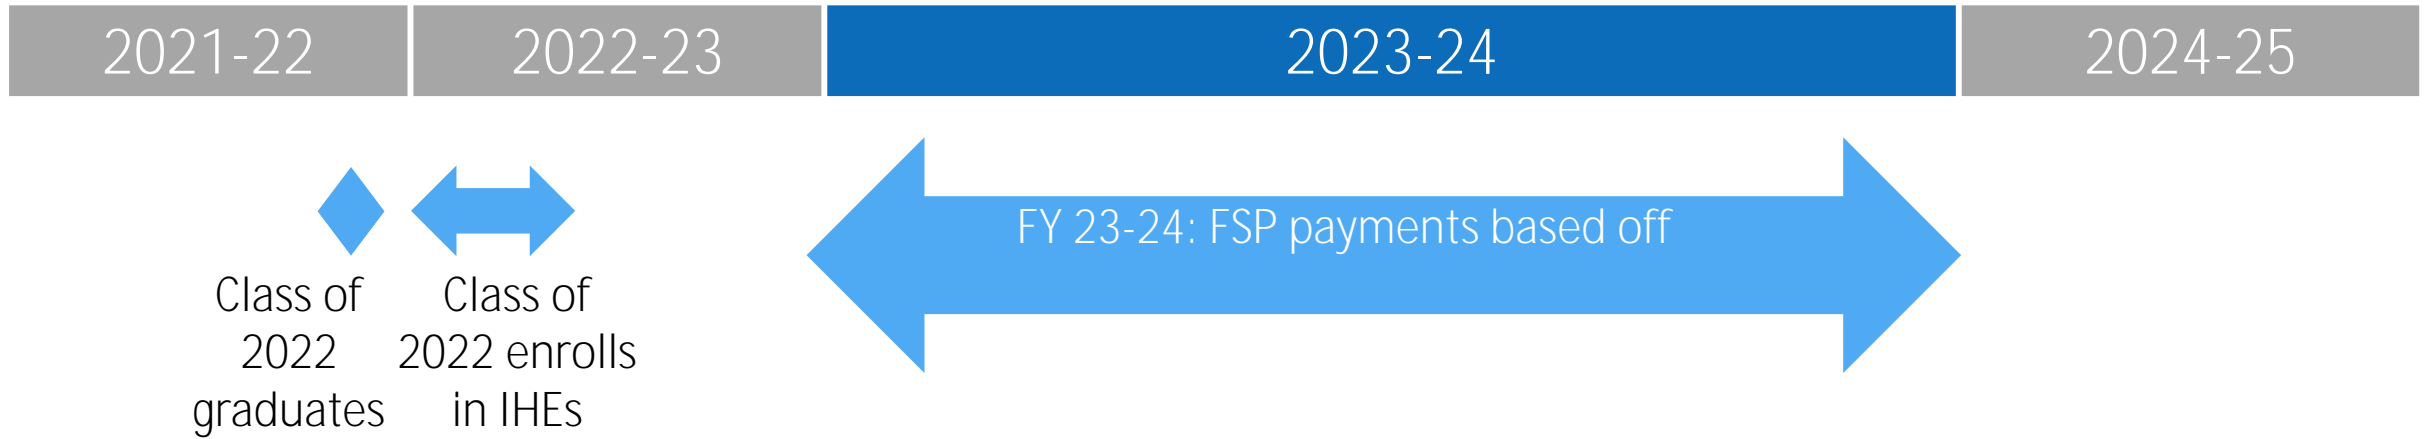 2021-22
2022-23
2023-24
2024-25
FY 23-24: FSP payments based off
Class of
2022
graduates
Class of
2022 enrolls
in IHEs